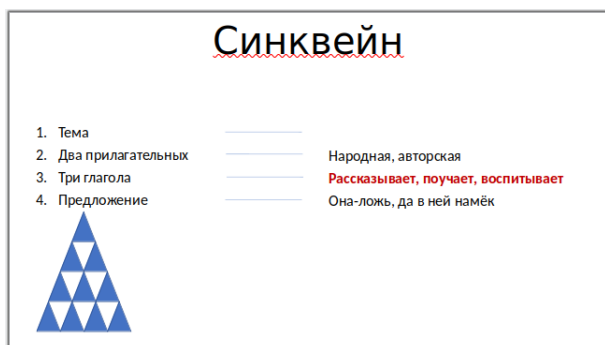 Синквейн
1. Тема
2. Два прилагательных Народная, авторская
3. Три глагола Рассказывает, поучает, воспитывает
4. Предложение Она-ложь, да в ней намёк